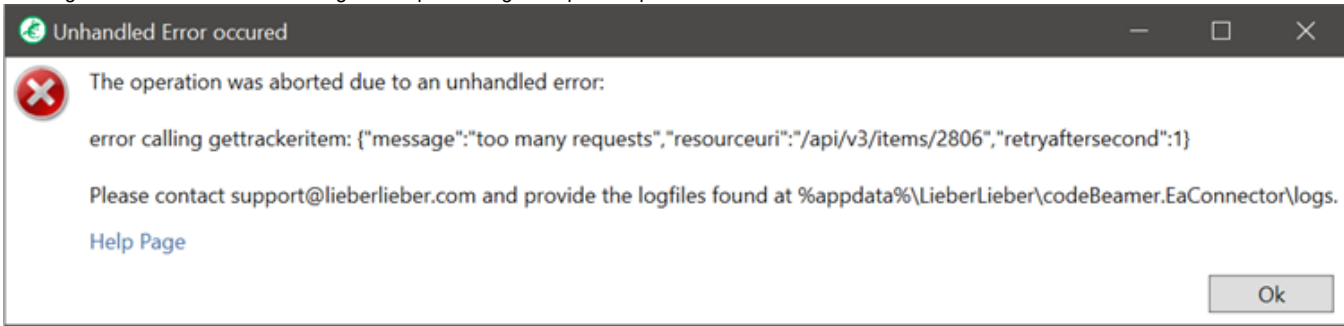 Unhandled Error occured
The operation was aborted due to an unhandled error:
error calling gettrackeritem: {"message":"too many requests","resourceuri":"/api/v3/items/2806","retryaftersecond":1}
Please contact support@lieberlieber.com and provide the logfiles found at %appdata%\LieberLieber\codeBeamer.EaConnector\logs.
Help Page
Ok